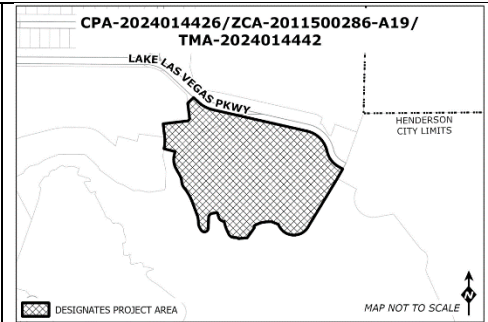 CPA-2024014426/ZCA-2011500286-A19/
TMA-2024014442
LAKE LAS VEGAS PKWY
HENDERSON
CITY LIMITS
DESIGNATES PROJECT AREA
MAP NOT TO SCALE
N